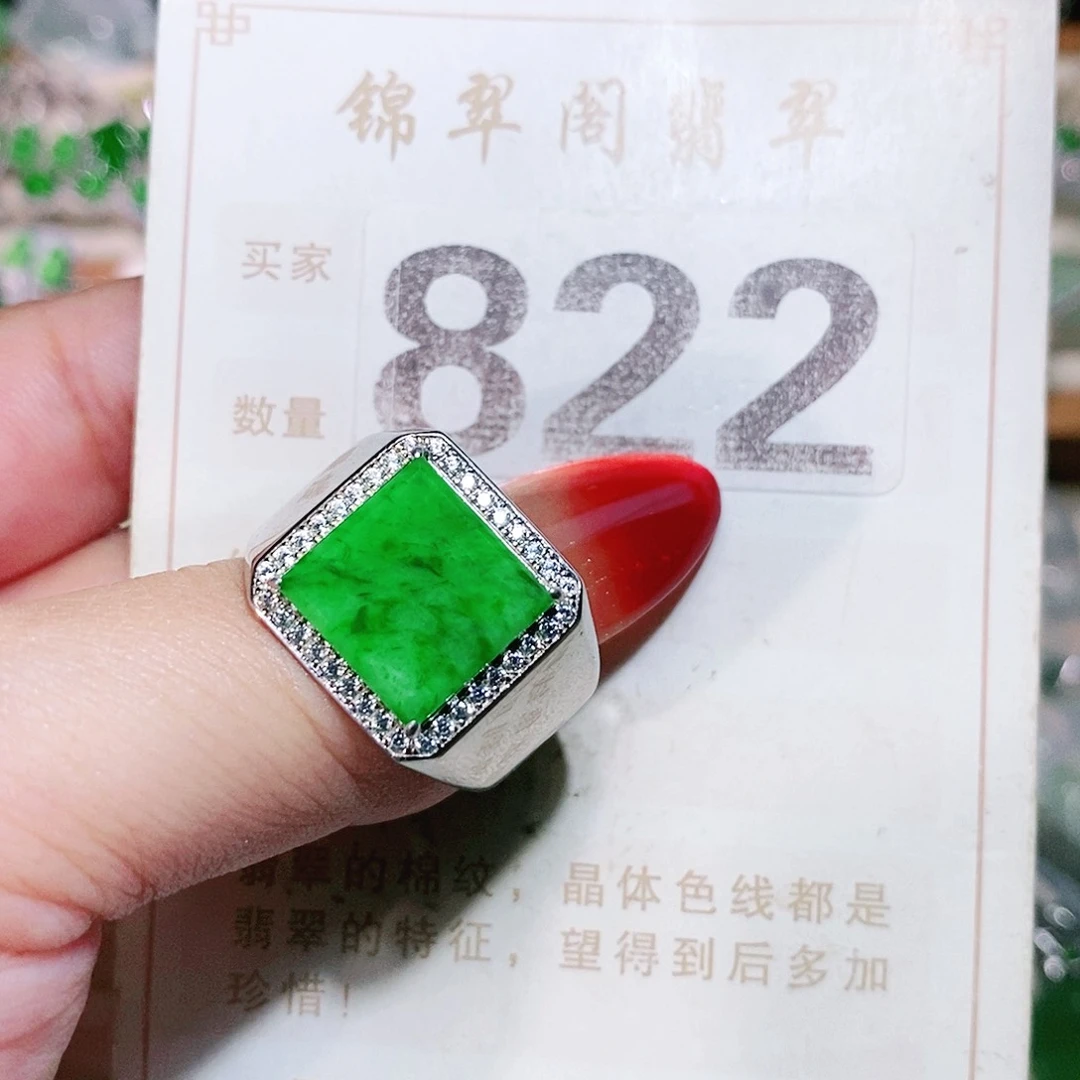 锦翠阁翡翠
买家
822
数量
翡翠的棉纹，晶体色线都是
翡翠的特征，望得到后多加
珍惜！